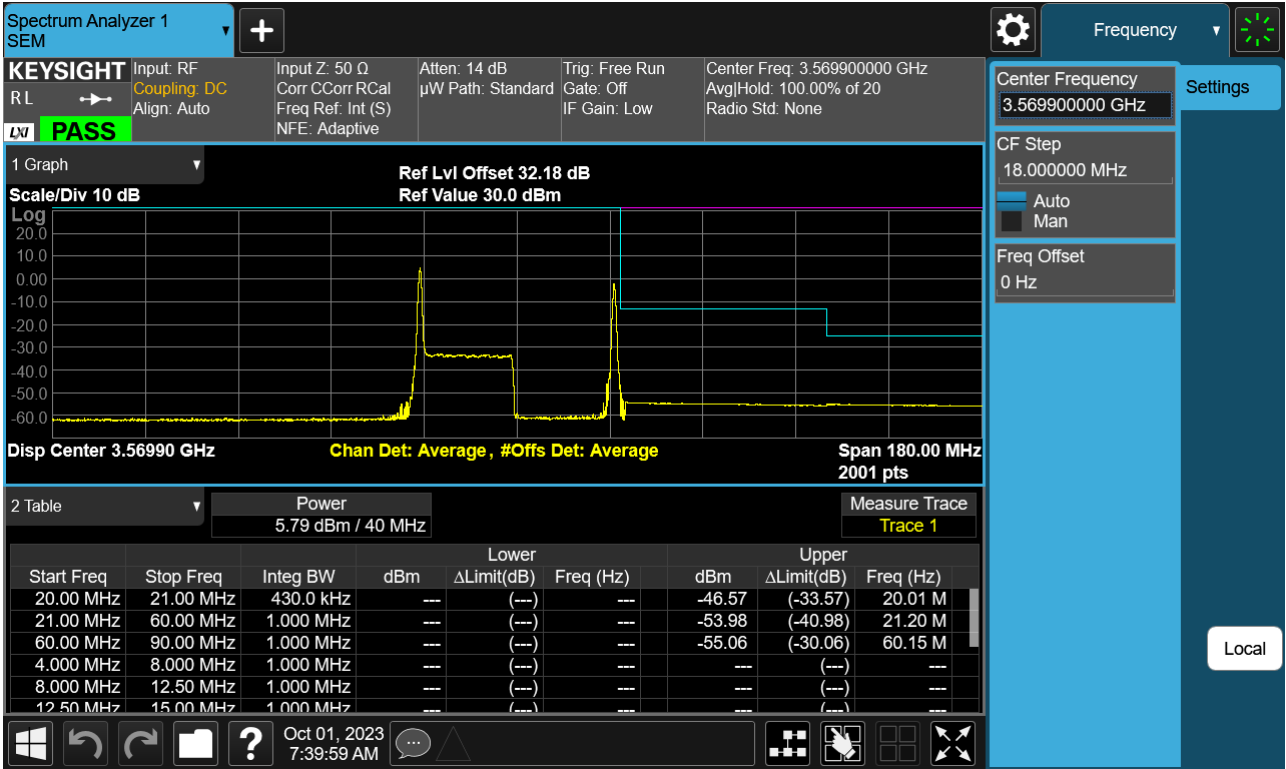 Spectrum Analyzer 1
SEM
Frequency
KEYSIGHT
R L
LXI
PASS
Input: RF
Coupling: DC
Align: Auto
Input Z: 50 Ω
Corr CCorr RCal
Freq Ref: Int (S)
NFE: Adaptive
Atten: 14 dB
µW Path: Standard
Trig: Free Run
Gate: Off
IF Gain: Low
Center Freq: 3.569900000 GHz
Avg|Hold: 100.00% of 20
Radio Std: None
Center Frequency
3.569900000 GHz
Settings
CF Step
18.000000 MHz
Auto
Man
Freq Offset
0 Hz
1 Graph
Scale/Div 10 dB
Ref Lvl Offset 32.18 dB
Ref Value 30.0 dBm
Log
20.0
10.0
0.00
-10.0
-20.0
-30.0
-40.0
-50.0
-60.0
Disp Center 3.56990 GHz
Chan Det: Average, #Offs Det: Average
Span 180.00 MHz
2001 pts
2 Table
Power
5.79 dBm / 40 MHz
Measure Trace
Trace 1
Lower Upper
Start Freq Stop Freq Integ BW dBm ΔLimit(dB) Freq (Hz) dBm ΔLimit(dB) Freq (Hz)
20.00 MHz 21.00 MHz 430.0 kHz --- (---) --- -46.57 (-33.57) 20.01 M
21.00 MHz 60.00 MHz 1.000 MHz --- (---) --- -53.98 (-40.98) 21.20 M
60.00 MHz 90.00 MHz 1.000 MHz --- (---) --- -55.06 (-30.06) 60.15 M
4.000 MHz 8.000 MHz 1.000 MHz --- (---) --- --- (---) ---
8.000 MHz 12.50 MHz 1.000 MHz --- (---) --- --- (---) ---
12.50 MHz 15.00 MHz 1.000 MHz --- (---) --- --- (---) ---
Local
?
Oct 01, 2023
7:39:59 AM